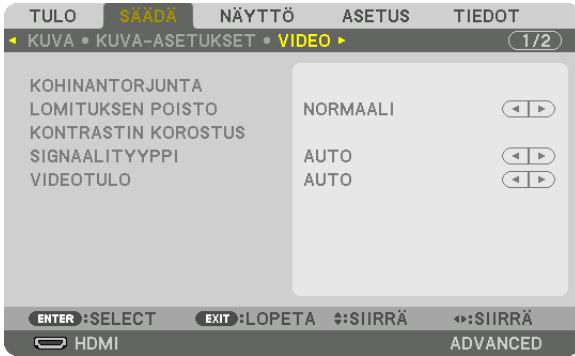 TULO SÄÄDÄ NÄYTTÖ ASETUS TIEDOT
◂ KUVA • KUVA-ASETUKSET • VIDEO ▸ 1/2
KOHINANTORJUNTA
LOMITUKSEN POISTO NORMAALI
KONTRASTIN KOROSTUS
SIGNAALITYYPPI AUTO
VIDEOTULO AUTO
ENTER :SELECT EXIT :LOPETA :SIIRRÄ :SIIRRÄ
HDMI ADVANCED